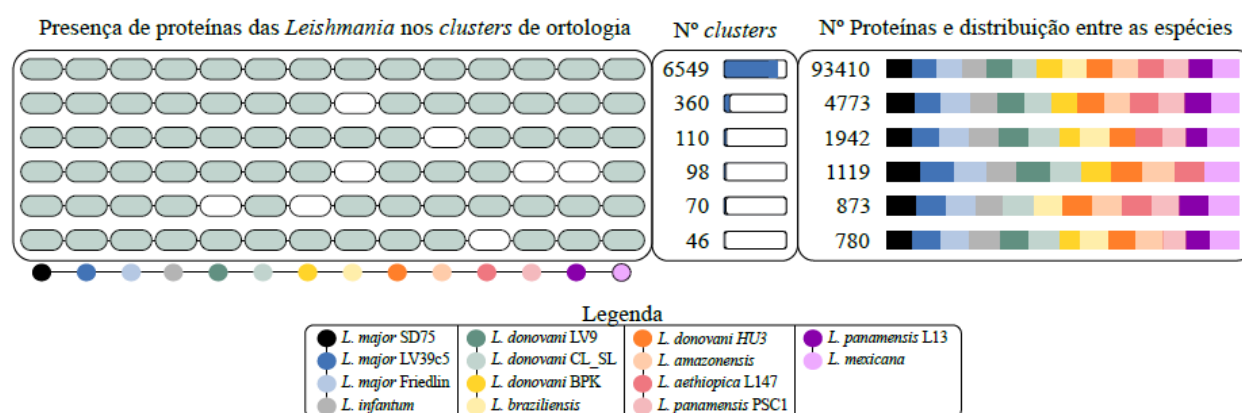 Presença de proteínas das Leishmania nos clusters de ortologia
Nº clusters
Nº Proteínas e distribuição entre as espécies
6549
93410
360
4773
110
1942
98
1119
70
873
46
780
Legenda
L. major SD75
L. major LV39c5
L. major Friedlin
L. infantum
L. donovani LV9
L. donovani CL_SL
L. donovani BPK
L. braziliensis
L. donovani HU3
L. amazonensis
L. aethiopica L147
L. panamensis PSC1
L. panamensis L13
L. mexicana